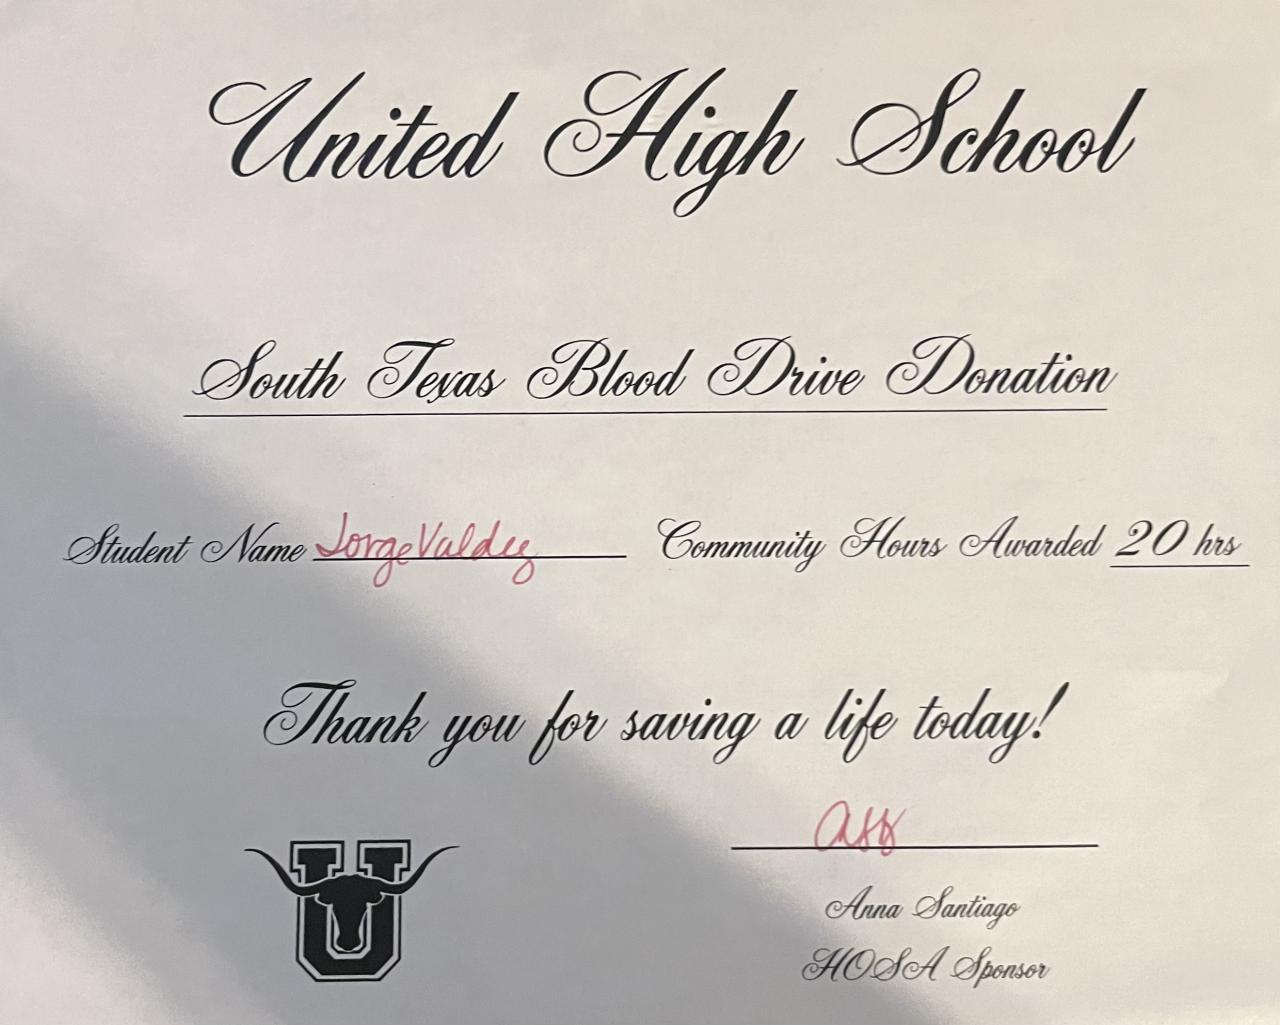 United High School
South Texas Blood Drive Donation
Student Name Jorge Valdez Community Hours Awarded 20 hrs
Thank you for saving a life today!
U
Anna Santiago
HOSA Sponsor